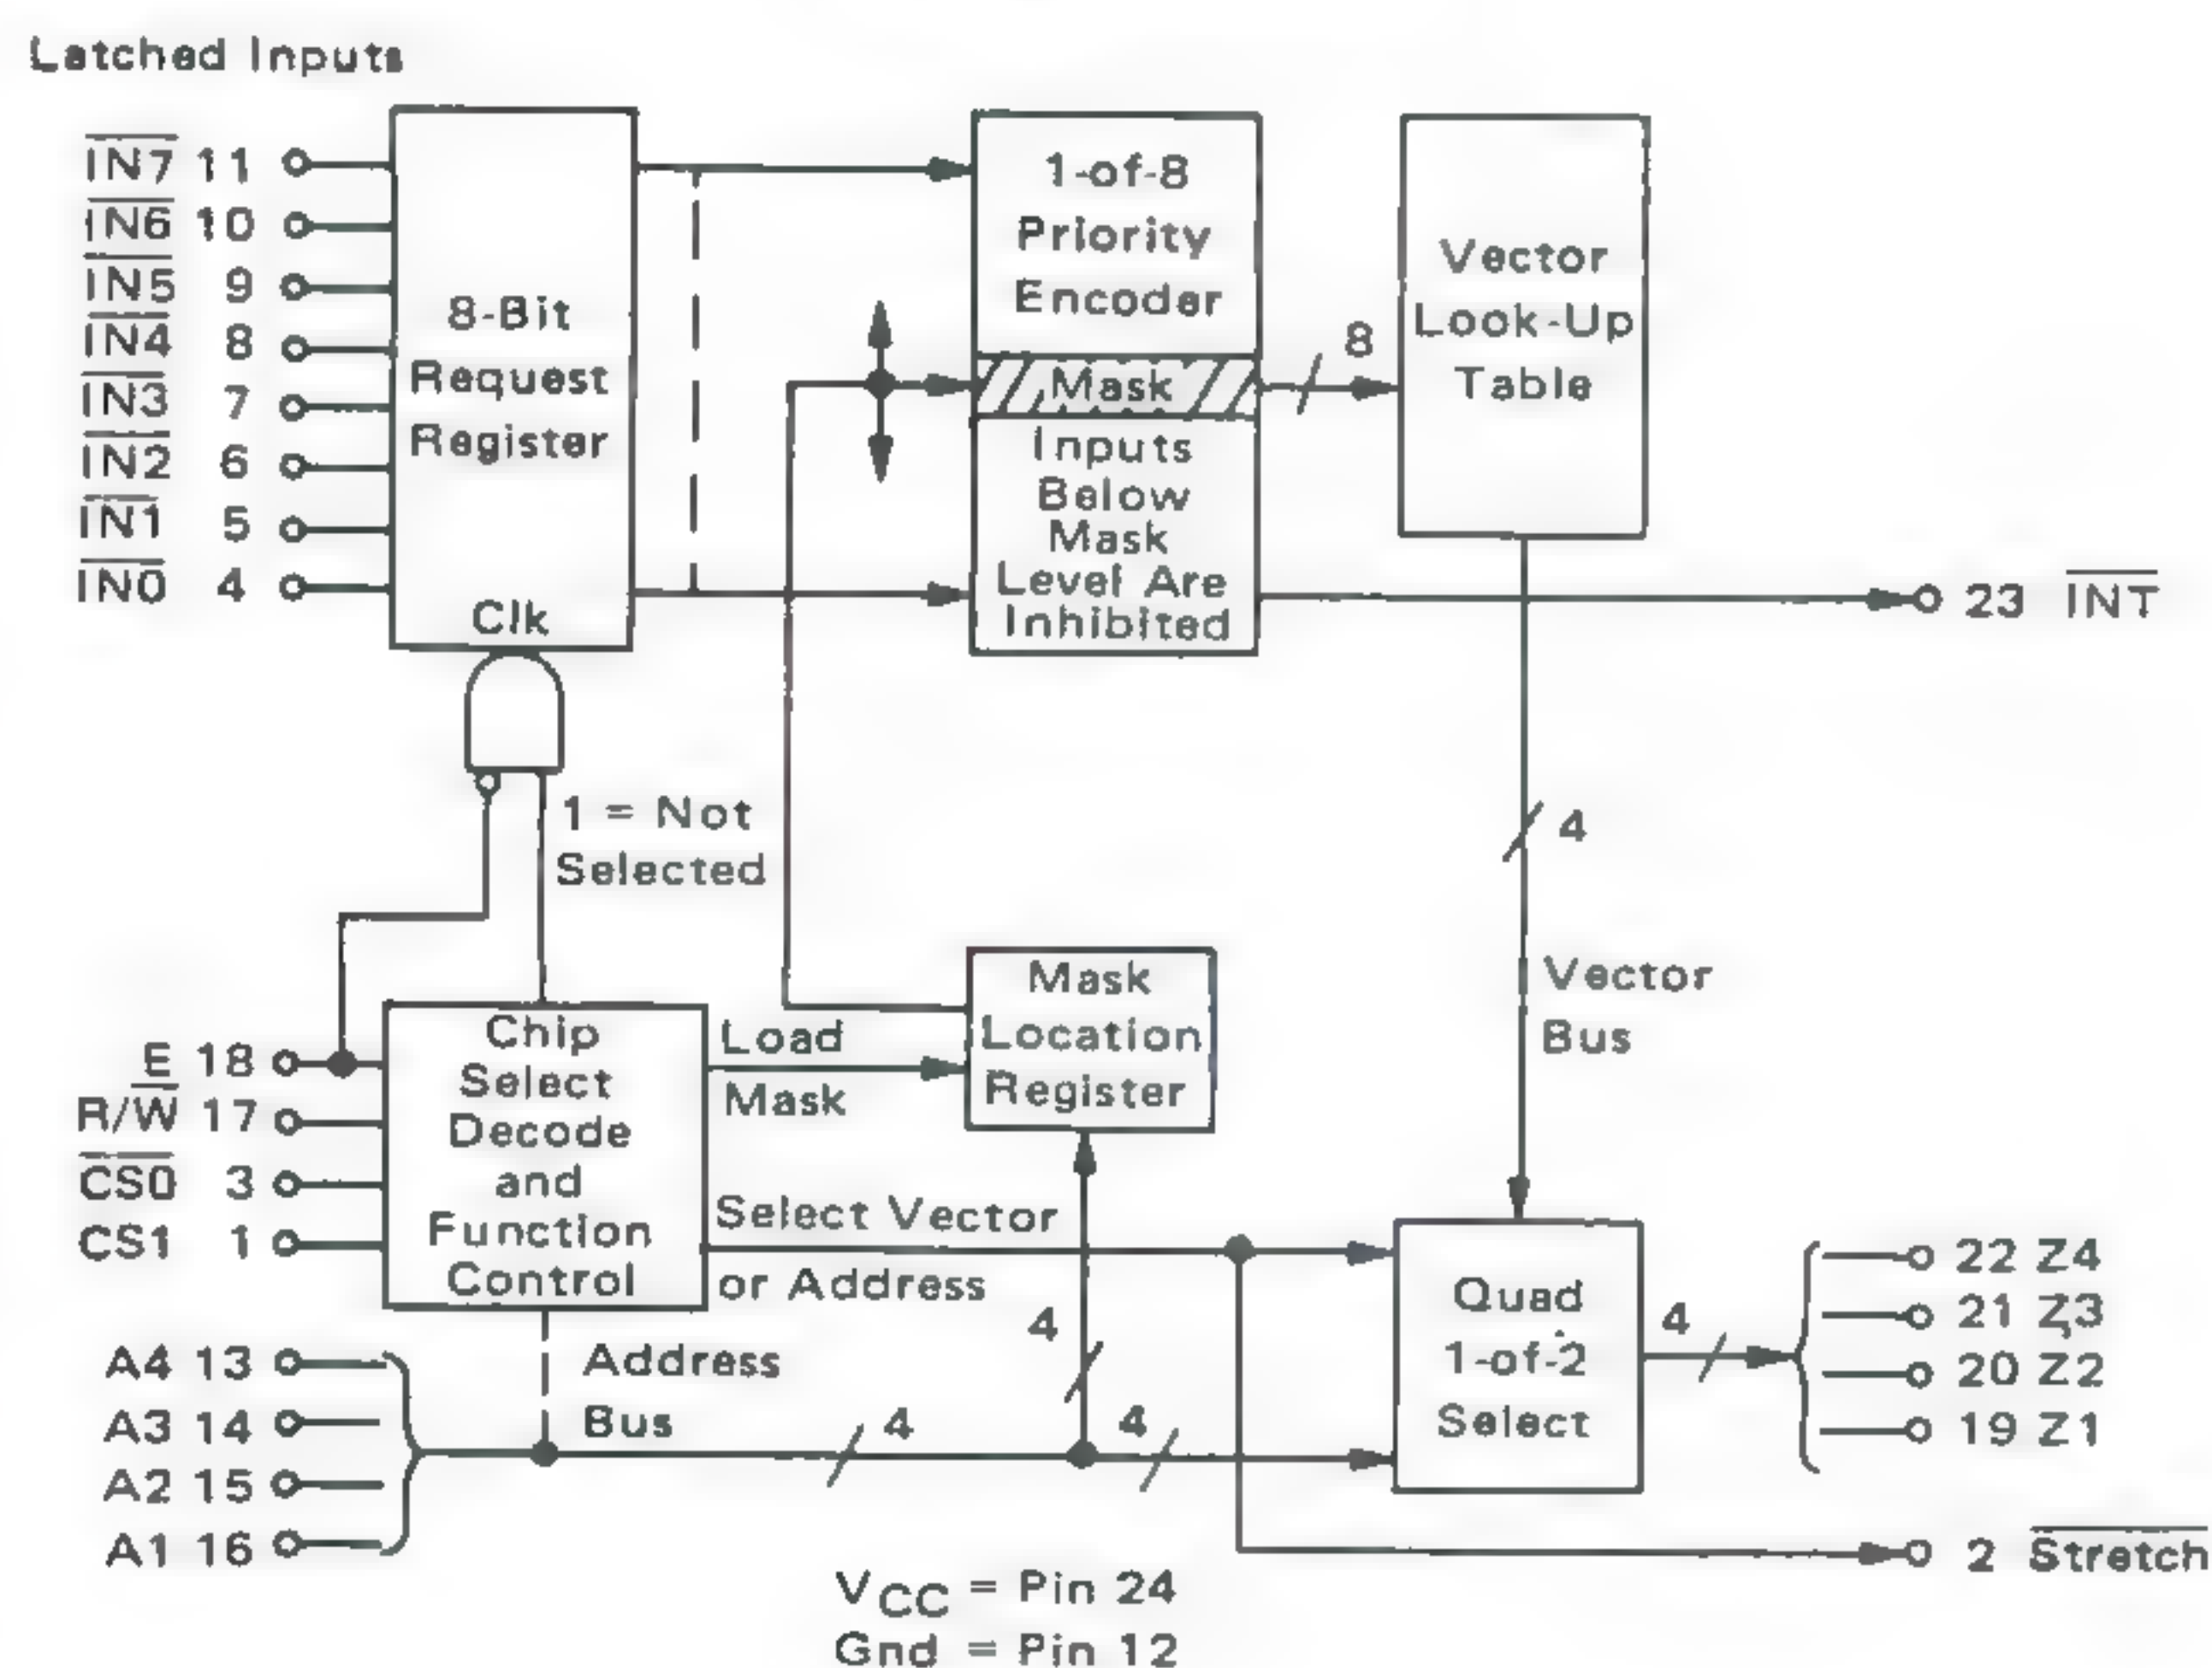 Latched Inputs
IN7 11
IN6 10
IN5 9
IN4 8
IN3 7
IN2 6
IN1 5
IN0 4
8-Bit
Request
Register
Clk
1-of-8
Priority
Encoder
Mask
Inputs
Below
Mask
Level Are
Inhibited
8
Vector
Look-Up
Table
23 INT
1 = Not
Selected
4
Vector
Bus
E 18
R/W 17
CS0 3
CS1 1
Chip
Select
Decode
and
Function
Control
Load
Mask
Mask
Location
Register
Select Vector
or Address
4
Quad
1-of-2
Select
4
22 Z4
21 Z3
20 Z2
19 Z1
A4 13
A3 14
A2 15
A1 16
Address
Bus
4
4
2 Stretch
VCC = Pin 24
Gnd = Pin 12